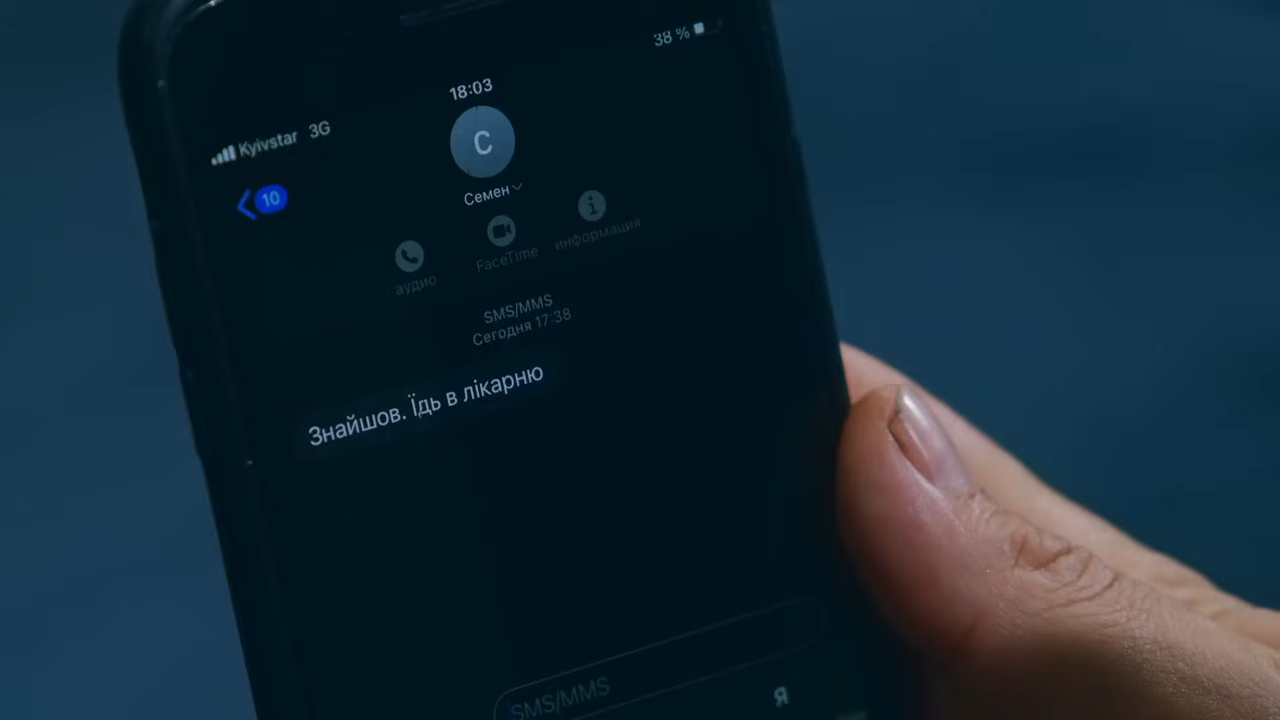 38 %
18:03
Kyivstar 3G
10
С
Семен
аудио
FaceTime
информация
SMS/MMS
Сегодня 17:38
Знайшов. Їдь в лікарню
SMS/MMS
Я